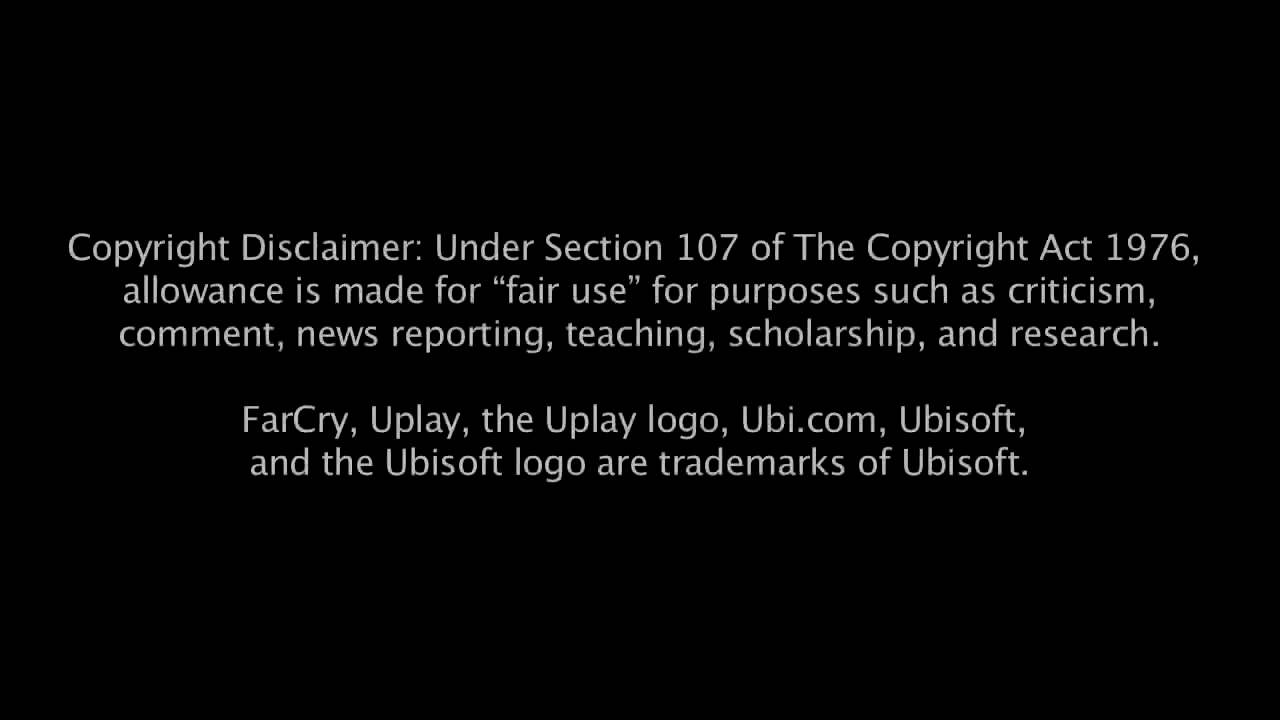 Copyright Disclaimer: Under Section 107 of The Copyright Act 1976,
allowance is made for “fair use” for purposes such as criticism,
comment, news reporting, teaching, scholarship, and research.
FarCry, Uplay, the Uplay logo, Ubi.com, Ubisoft,
and the Ubisoft logo are trademarks of Ubisoft.